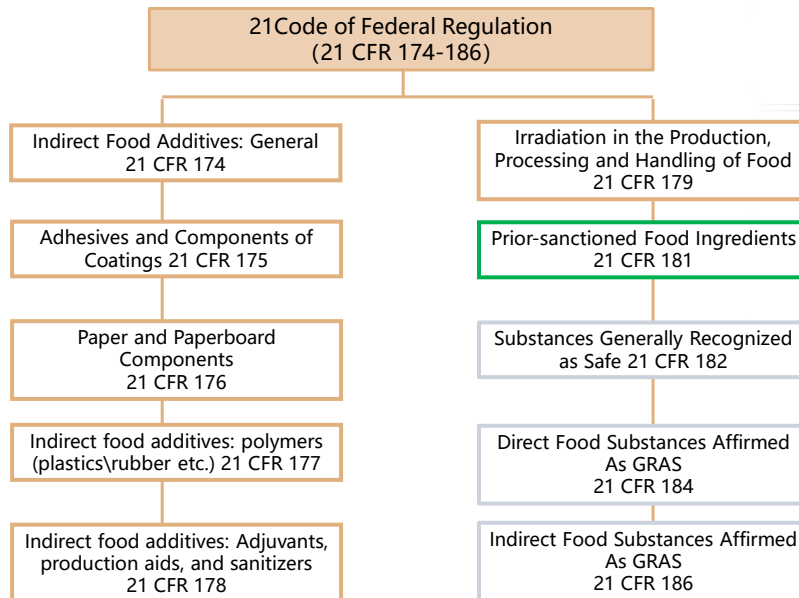 21Code of Federal Regulation
(21 CFR 174-186)
Indirect Food Additives: General
21 CFR 174
Adhesives and Components of
Coatings 21 CFR 175
Paper and Paperboard
Components
21 CFR 176
Indirect food additives: polymers
(plastics\rubber etc.) 21 CFR 177
Indirect food additives: Adjuvants,
production aids, and sanitizers
21 CFR 178
Irradiation in the Production,
Processing and Handling of Food
21 CFR 179
Prior-sanctioned Food Ingredients
21 CFR 181
Substances Generally Recognized
as Safe 21 CFR 182
Direct Food Substances Affirmed
As GRAS
21 CFR 184
Indirect Food Substances Affirmed
As GRAS
21 CFR 186